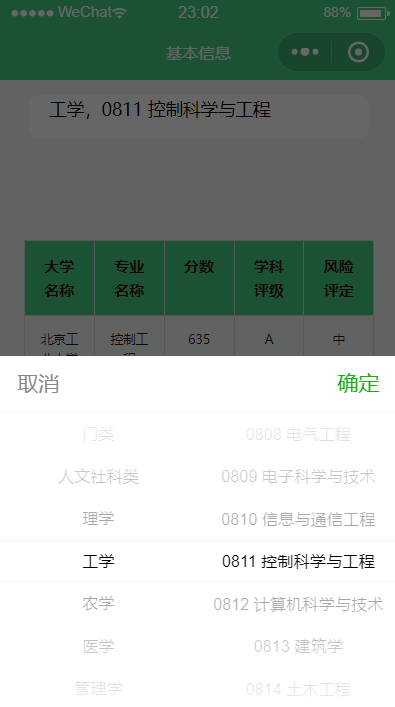 WeChat 23:02 88%
基本信息
工学，0811 控制科学与工程
大学 专业 分数 学科 风险
名称 名称 评级 评定
北京工 控制工 635 A 中
取消 确定
门类 0808 电气工程
人文社科类 0809 电子科学与技术
理学 0810 信息与通信工程
工学 0811 控制科学与工程
农学 0812 计算机科学与技术
医学 0813 建筑学
管理学 0814 土木工程